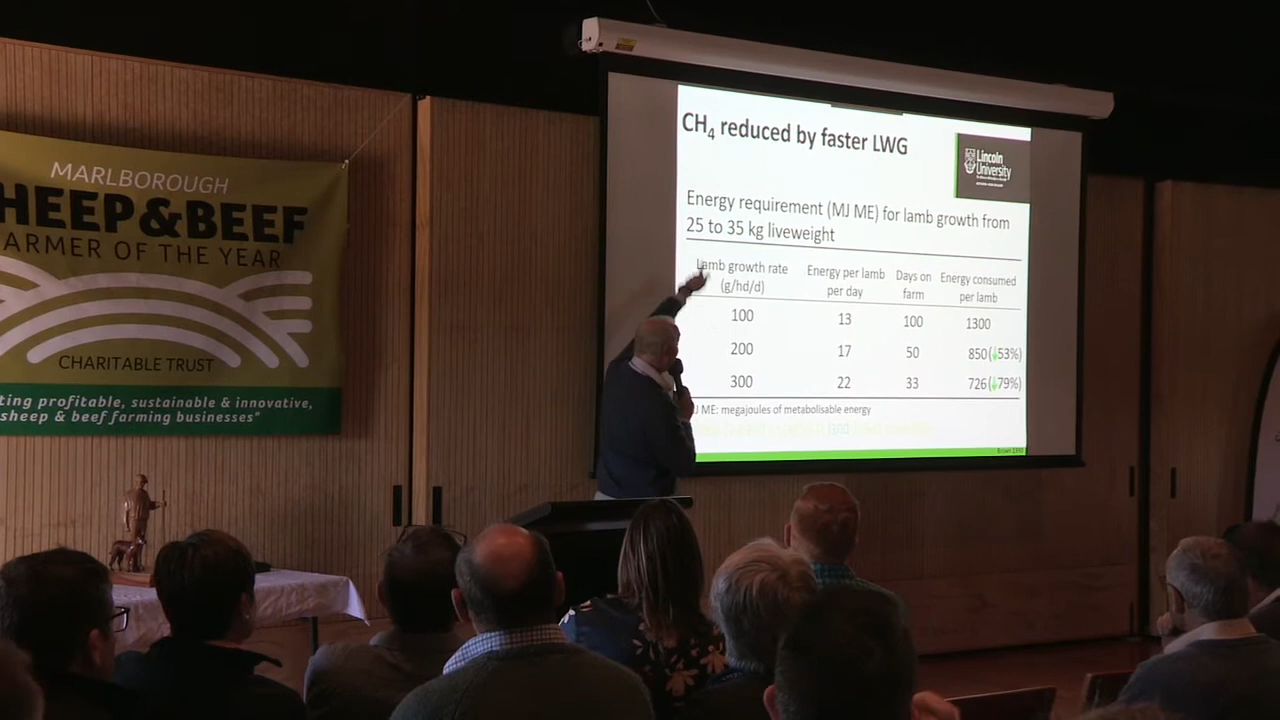 MARLBOROUGH
HEEP&BEEF
ARMER OF THE YEAR
CHARITABLE TRUST
ting profitable, sustainable & innovative,
sheep & beef farming businesses"
CH4 reduced by faster LWG
Lincoln
University
Energy requirement (MJ ME) for lamb growth from
25 to 35 kg liveweight
Lamb growth rate
(g/hd/d)
Energy per lamb
per day
Days on
farm
Energy consumed
per lamb
100 13 100 1300
200 17 50 850(↓53%)
300 22 33 726(↓79%)
J ME: megajoules of metabolisable energy